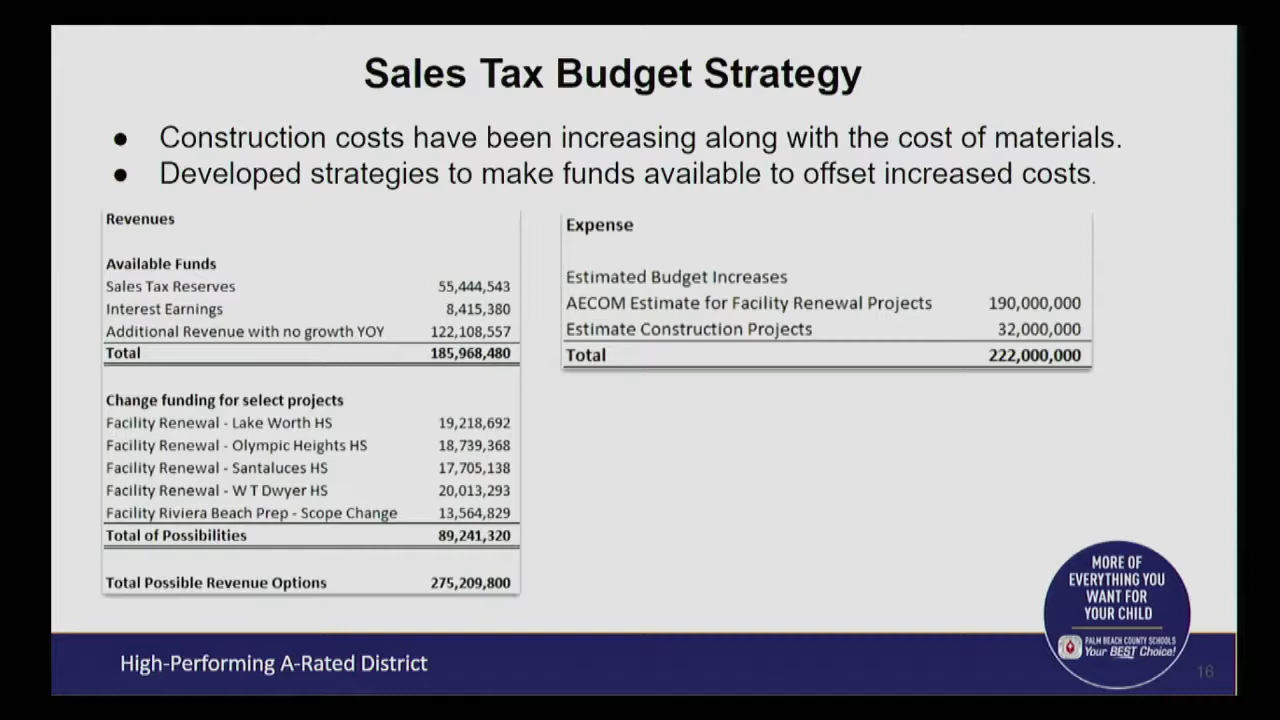 Sales Tax Budget Strategy
● Construction costs have been increasing along with the cost of materials.
● Developed strategies to make funds available to offset increased costs.
Revenues
Available Funds
Sales Tax Reserves 55,444,543
Interest Earnings 8,415,380
Additional Revenue with no growth YOY 122,108,557
Total 185,968,480
Change funding for select projects
Facility Renewal - Lake Worth HS 19,218,692
Facility Renewal - Olympic Heights HS 18,739,368
Facility Renewal - Santaluces HS 17,705,138
Facility Renewal - W T Dwyer HS 20,013,293
Facility Riviera Beach Prep - Scope Change 13,564,829
Total of Possibilities 89,241,320
Total Possible Revenue Options 275,209,800
Expense
Estimated Budget Increases
AECOM Estimate for Facility Renewal Projects 190,000,000
Estimate Construction Projects 32,000,000
Total 222,000,000
MORE OF
EVERYTHING YOU
WANT FOR
YOUR CHILD
PALM BEACH COUNTY SCHOOLS
Your BEST Choice!
High-Performing A-Rated District
16